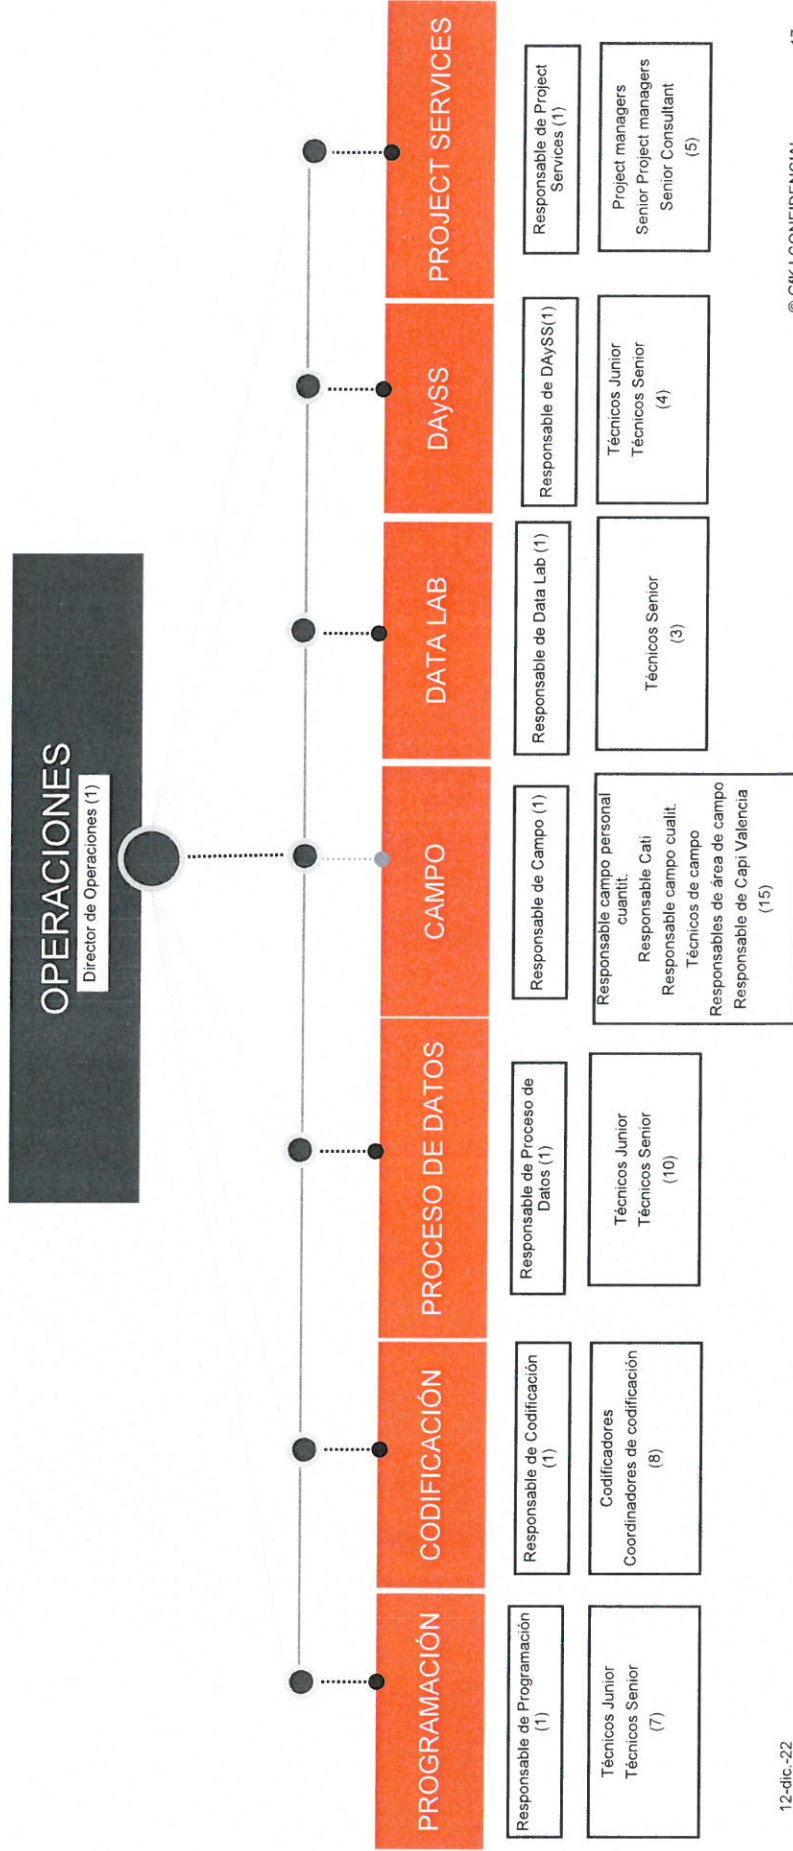 OPERACIONES
Director de Operaciones (1)
PROGRAMACIÓN
Responsable de Programación
(1)
Técnicos Junior
Técnicos Senior
(7)
CODIFICACIÓN
Responsable de Codificación
(1)
Codificadores
Coordinadores de codificación
(8)
PROCESO DE DATOS
Responsable de Proceso de
Datos (1)
Técnicos Junior
Técnicos Senior
(10)
CAMPO
Responsable de Campo (1)
Responsable campo personal
cuantit.
Responsable Cati
Responsable campo cualit.
Técnicos de campo
Responsables de área de campo
Responsable de Capi Valencia
(15)
DATA LAB
Responsable de Data Lab (1)
Técnicos Senior
(3)
DAySS
Responsable de DAySS(1)
Técnicos Junior
Técnicos Senior
(4)
PROJECT SERVICES
Responsable de Project
Services (1)
Project managers
Senior Project managers
Senior Consultant
(5)
12-dic.-22